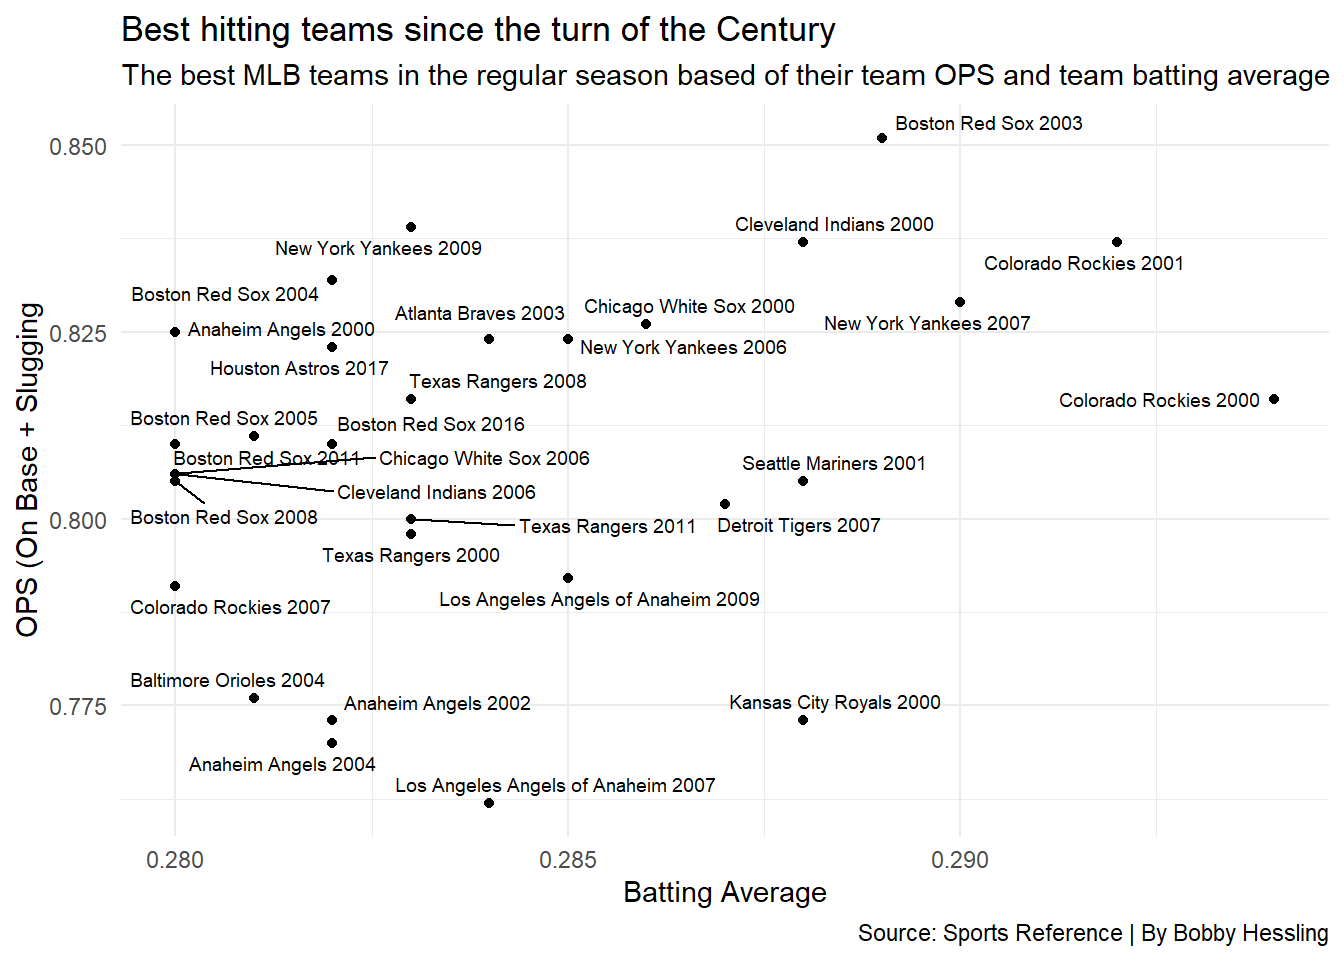 Best hitting teams since the turn of the Century
The best MLB teams in the regular season based of their team OPS and team batting average
OPS (On Base + Slugging
0.850
0.825
0.800
0.775
Boston Red Sox 2003
Cleveland Indians 2000
New York Yankees 2009
Colorado Rockies 2001
Boston Red Sox 2004
Chicago White Sox 2000
Atlanta Braves 2003
New York Yankees 2007
Anaheim Angels 2000
New York Yankees 2006
Houston Astros 2017
Texas Rangers 2008
Colorado Rockies 2000
Boston Red Sox 2005
Boston Red Sox 2016
Boston Red Sox 2011
Chicago White Sox 2006
Seattle Mariners 2001
Cleveland Indians 2006
Boston Red Sox 2008
Texas Rangers 2011
Detroit Tigers 2007
Texas Rangers 2000
Los Angeles Angels of Anaheim 2009
Colorado Rockies 2007
Baltimore Orioles 2004
Anaheim Angels 2002
Kansas City Royals 2000
Anaheim Angels 2004
Los Angeles Angels of Anaheim 2007
0.280
0.285
0.290
Batting Average
Source: Sports Reference | By Bobby Hessling